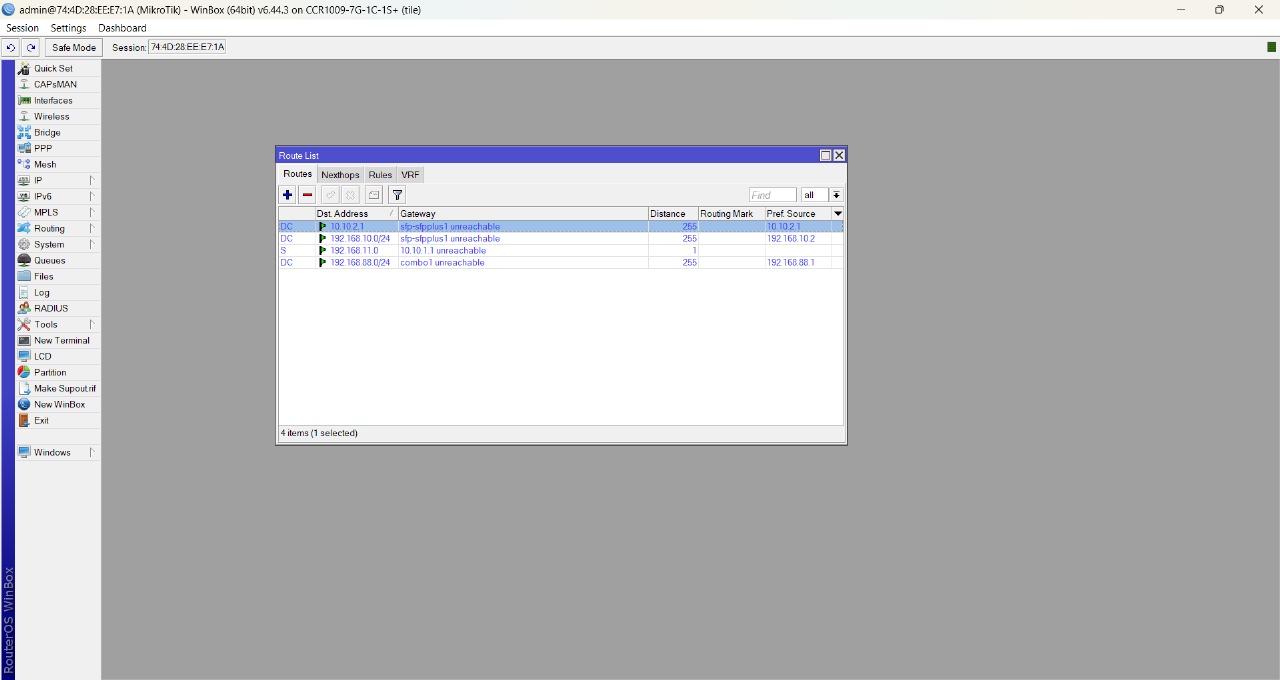 admin@74:4D:28:EE:E7:1A (MikroTik) - WinBox (64bit) v6.44.3 on CCR1009-7G-1C-1S+ (tile)
Session Settings Dashboard
Safe Mode Session: 74:4D:28:EE:E7:1A
Quick Set
CAPsMAN
Interfaces
Wireless
Bridge
PPP
Mesh
IP
IPv6
MPLS
Routing
System
Queues
Files
Log
RADIUS
Tools
New Terminal
LCD
Partition
Make Supout.rif
New WinBox
Exit
Windows
RouterOS WinBox
Route List
Routes Nexthops Rules VRF
Find all
Dst. Address / Gateway Distance Routing Mark Pref. Source
DC 10.10.2.1 sfp-sfpplus1 unreachable 255 10.10.2.1
DC 192.168.10.0/24 sfp-sfpplus1 unreachable 255 192.168.10.2
S 192.168.11.0 10.10.1.1 unreachable 1
DC 192.168.88.0/24 combo1 unreachable 255 192.168.88.1
4 items (1 selected)